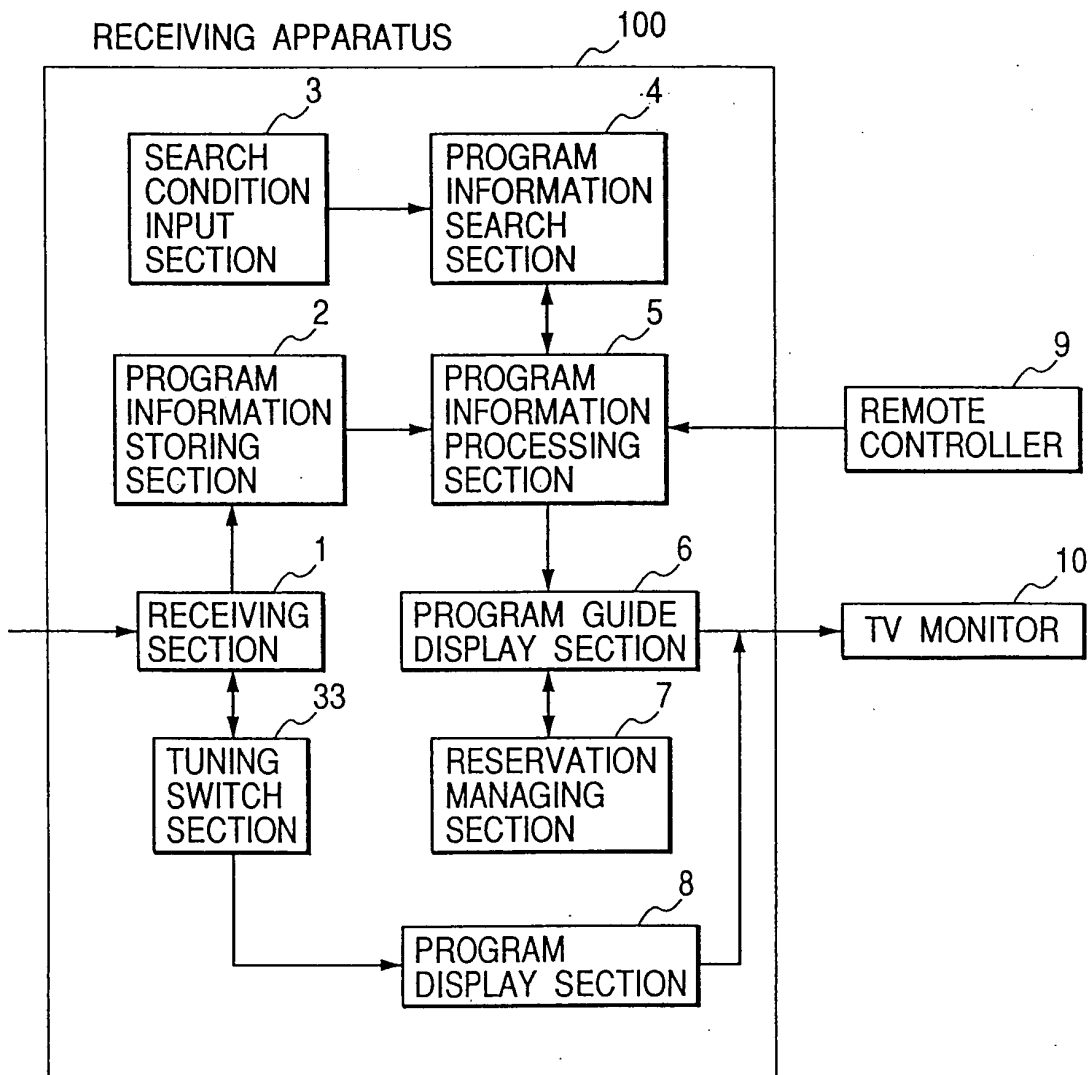 RECEIVING APPARATUS
100
3
SEARCH
CONDITION
INPUT
SECTION
4
PROGRAM
INFORMATION
SEARCH
SECTION
2
PROGRAM
INFORMATION
STORING
SECTION
5
PROGRAM
INFORMATION
PROCESSING
SECTION
9
REMOTE
CONTROLLER
1
RECEIVING
SECTION
6
PROGRAM GUIDE
DISPLAY SECTION
10
TV MONITOR
33
TUNING
SWITCH
SECTION
7
RESERVATION
MANAGING
SECTION
8
PROGRAM
DISPLAY SECTION